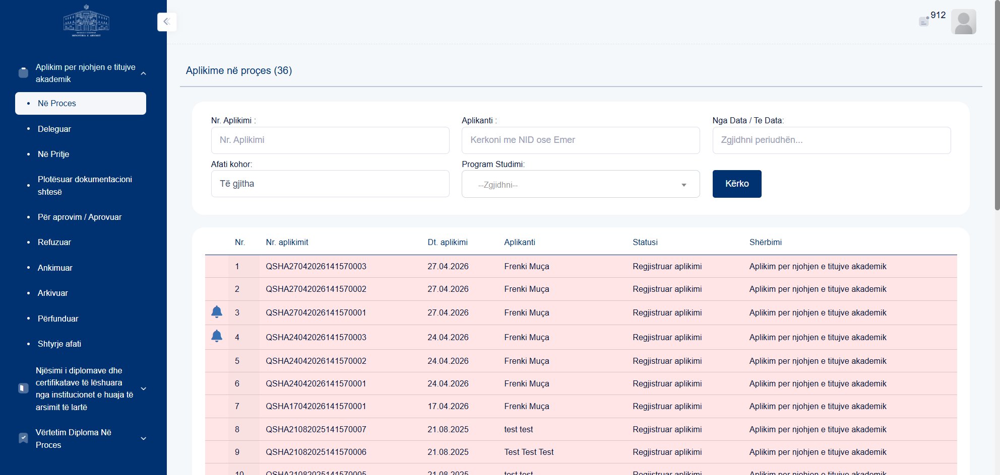 MINISTRIA E ARSIMIT
912
Aplikim per njohjen e titujve
akademik
Në Proces
Deleguar
Në Pritje
Plotësuar dokumentacioni
shtesë
Për aprovim / Aprovuar
Refuzuar
Ankimuar
Arkivuar
Përfunduar
Shtyrje afati
Njësimi i diplomave dhe
certifikatave të lëshuara
nga institucionet e huaja të
arsimit të lartë
Vërtetim Diploma Në
Proces
Aplikime në proçes (36)
Nr. Aplikimi : Aplikanti : Nga Data / Te Data:
Nr. Aplikimi Kerkoni me NID ose Emer Zgjidhni periudhën...
Afati kohor: Program Studimi:
Të gjitha --Zgjidhni-- Kërko
Nr. Nr. aplikimit Dt. aplikimi Aplikanti Statusi Shërbimi
1 QSHA27042026141570003 27.04.2026 Frenki Muça Regjistruar aplikimi Aplikim per njohjen e titujve akademik
2 QSHA27042026141570002 27.04.2026 Frenki Muça Regjistruar aplikimi Aplikim per njohjen e titujve akademik
3 QSHA27042026141570001 27.04.2026 Frenki Muça Regjistruar aplikimi Aplikim per njohjen e titujve akademik
4 QSHA24042026141570003 24.04.2026 Frenki Muça Regjistruar aplikimi Aplikim per njohjen e titujve akademik
5 QSHA24042026141570002 24.04.2026 Frenki Muça Regjistruar aplikimi Aplikim per njohjen e titujve akademik
6 QSHA24042026141570001 24.04.2026 Frenki Muça Regjistruar aplikimi Aplikim per njohjen e titujve akademik
7 QSHA17042026141570001 17.04.2026 Frenki Muça Regjistruar aplikimi Aplikim per njohjen e titujve akademik
8 QSHA21082025141570007 21.08.2025 test test Regjistruar aplikimi Aplikim per njohjen e titujve akademik
9 QSHA21082025141570006 21.08.2025 Test Test Test Regjistruar aplikimi Aplikim per njohjen e titujve akademik
10 QSHA21082025141570005 21.08.2025 test test Regjistruar aplikimi Aplikim per njohjen e titujve akademik